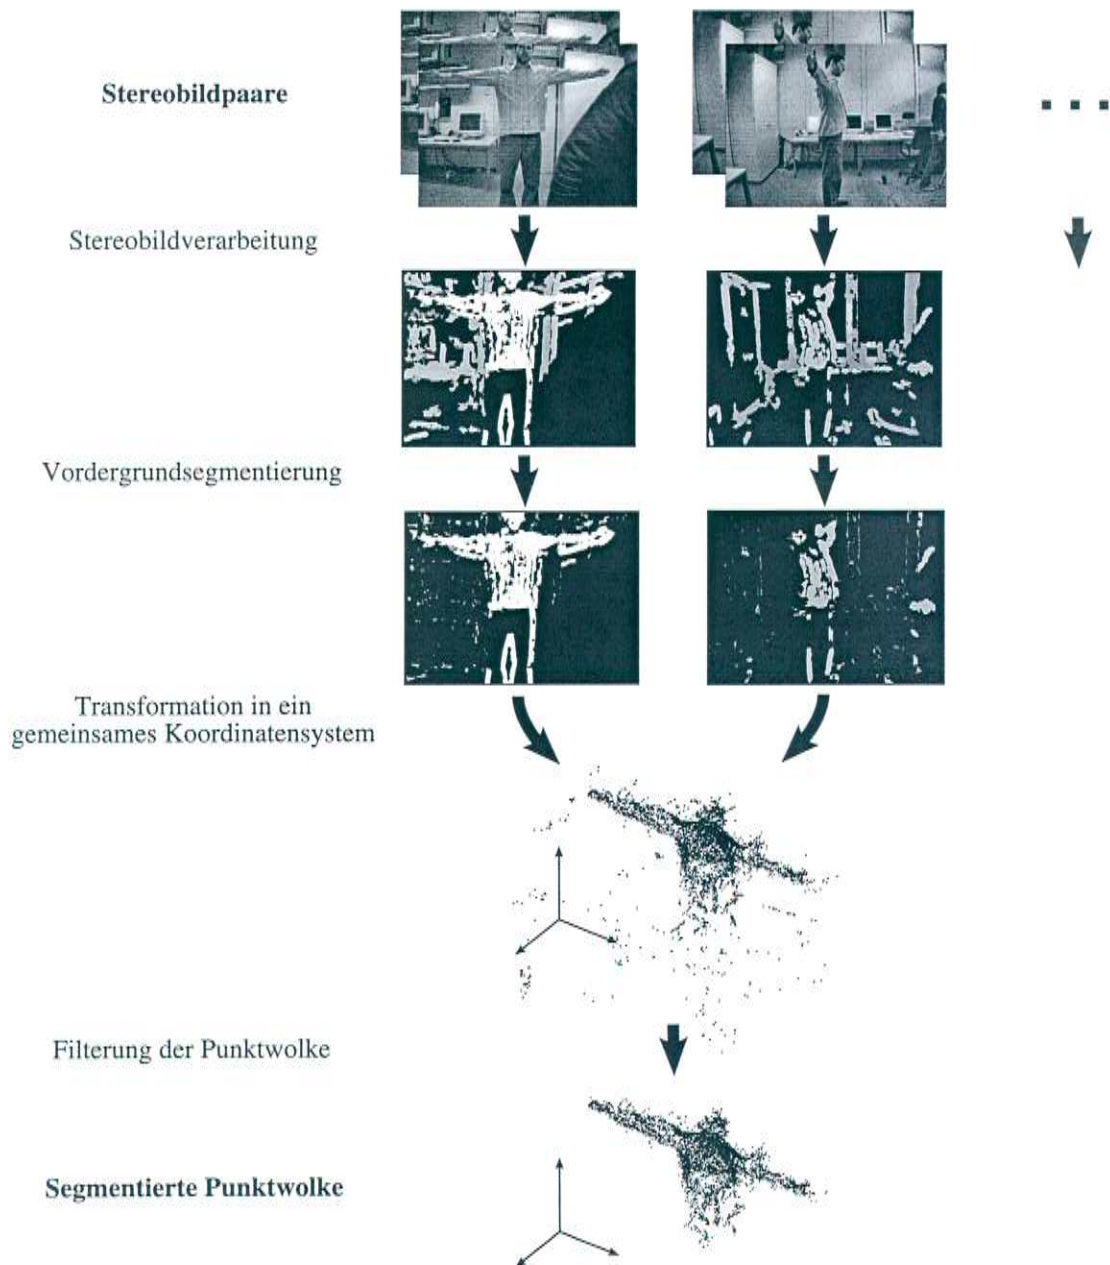 Stereobildpaare
Stereobildverarbeitung
Vordergrundsegmentierung
Transformation in ein
gemeinsames Koordinatensystem
Filterung der Punktwolke
Segmentierte Punktwolke